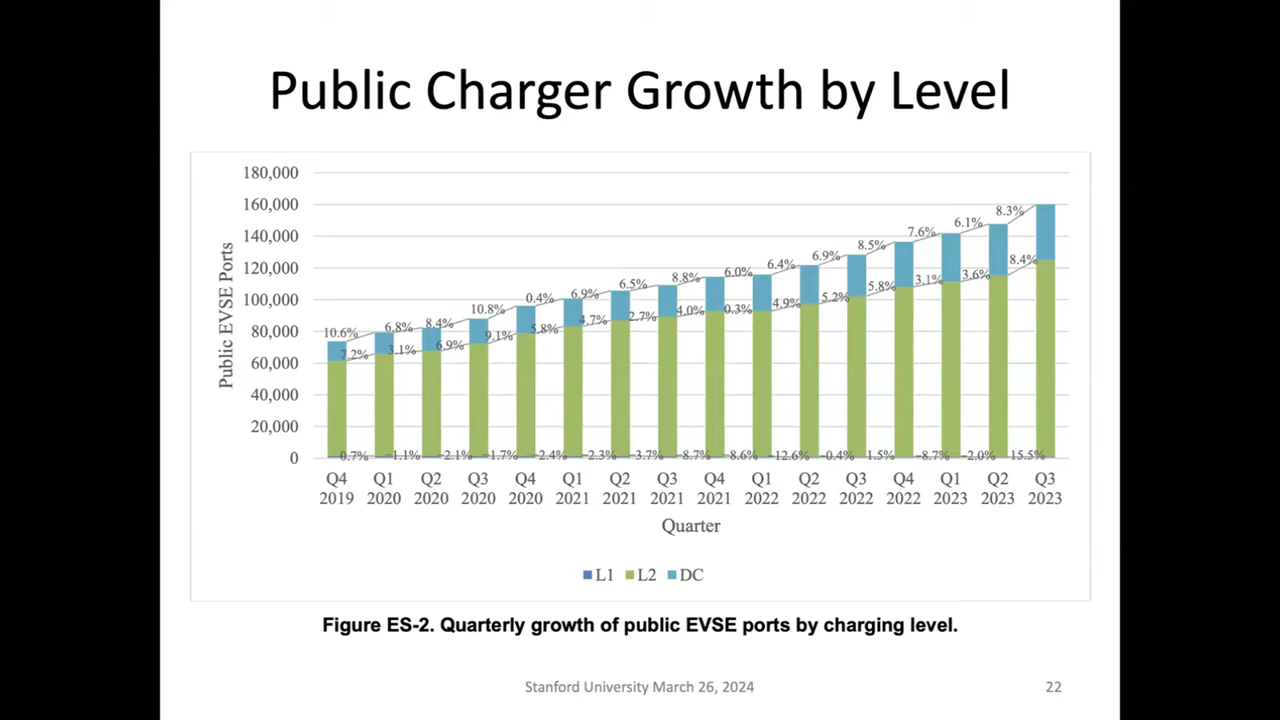 Public Charger Growth by Level
180,000
160,000
140,000
120,000
100,000
80,000
60,000
40,000
20,000
0
Public EVSE Ports
10.6% 6.8% 8.4% 10.8% 0.4% 6.9% 6.5% 8.8% 6.0% 6.4% 6.9% 8.5% 7.6% 6.1% 8.3%
7.2% 3.1% 6.9% 9.1% 5.8% 4.7% 2.7% 4.0% 0.3% 4.9% 5.2% 5.8% 3.1% 3.6% 8.4%
0.7% -1.1% -2.1% -1.7% -2.4% -2.3% -3.7% -8.7% 8.6% -12.6% -0.4% 1.5% -8.7% -2.0% 15.5%
Q4 Q1 Q2 Q3 Q4 Q1 Q2 Q3 Q4 Q1 Q2 Q3 Q4 Q1 Q2 Q3
2019 2020 2020 2020 2020 2021 2021 2021 2021 2022 2022 2022 2022 2023 2023 2023
Quarter
L1 L2 DC
Figure ES-2. Quarterly growth of public EVSE ports by charging level.
Stanford University March 26, 2024
22